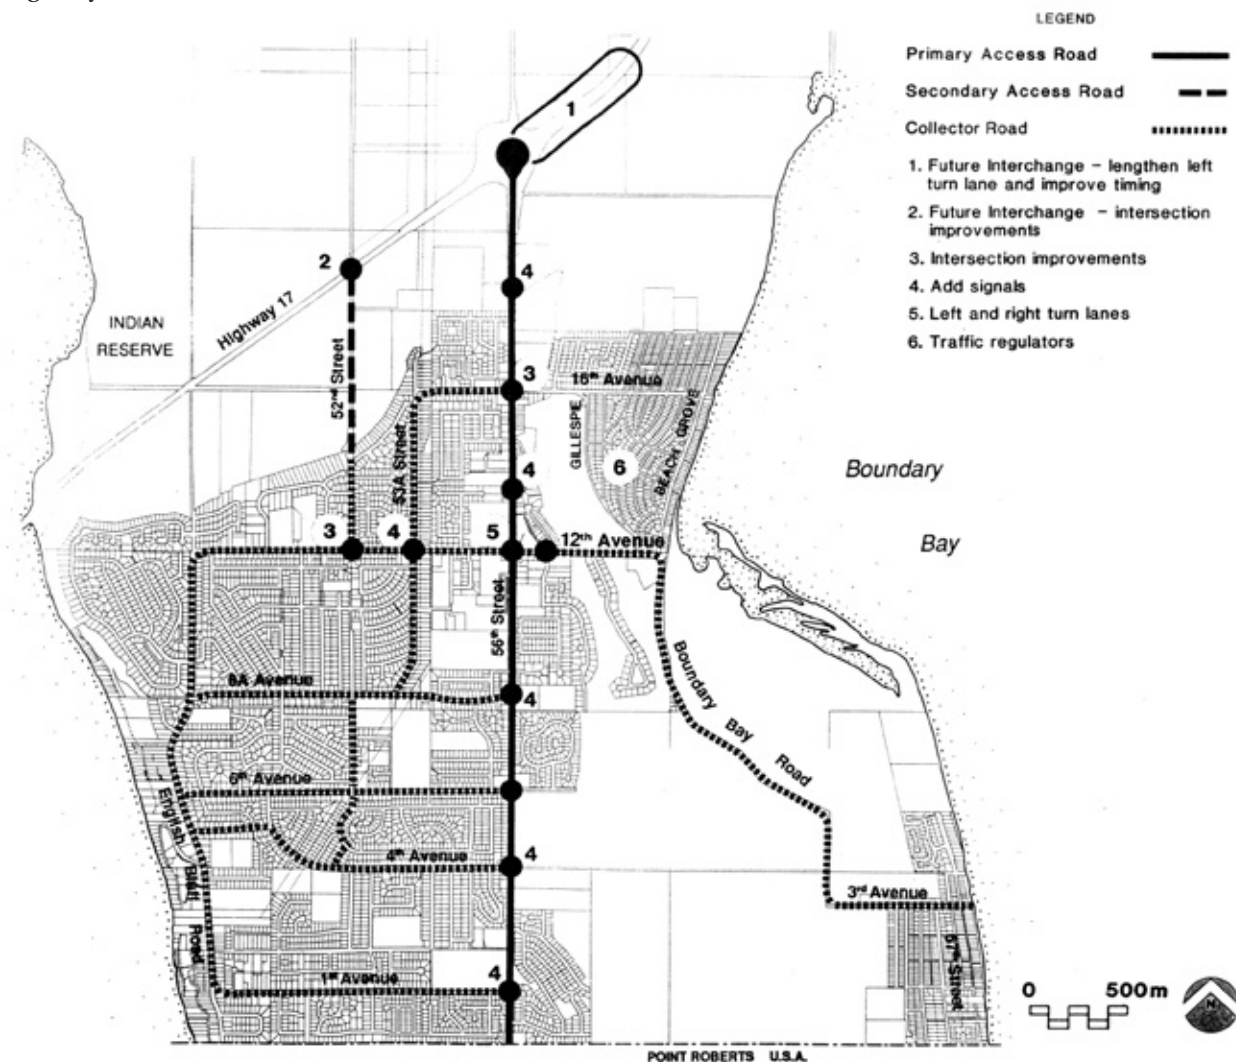 LEGEND
Primary Access Road
Secondary Access Road
Collector Road
1. Future Interchange – lengthen left
turn lane and improve timing
2. Future Interchange – intersection
improvements
3. Intersection improvements
4. Add signals
5. Left and right turn lanes
6. Traffic regulators
1
2
4
Highway 17
INDIAN
RESERVE
52nd Street
3
16th Avenue
53A Street
GILLESPIE
BEACH GROVE
4
6
Boundary
Bay
3
4
5
12th Avenue
56th Street
8A Avenue
4
Boundary
Bay
Road
6th Avenue
English
Bluff
Road
4th Avenue
4
3rd Avenue
67th Street
1st Avenue
4
0 500m
N
POINT ROBERTS U.S.A.